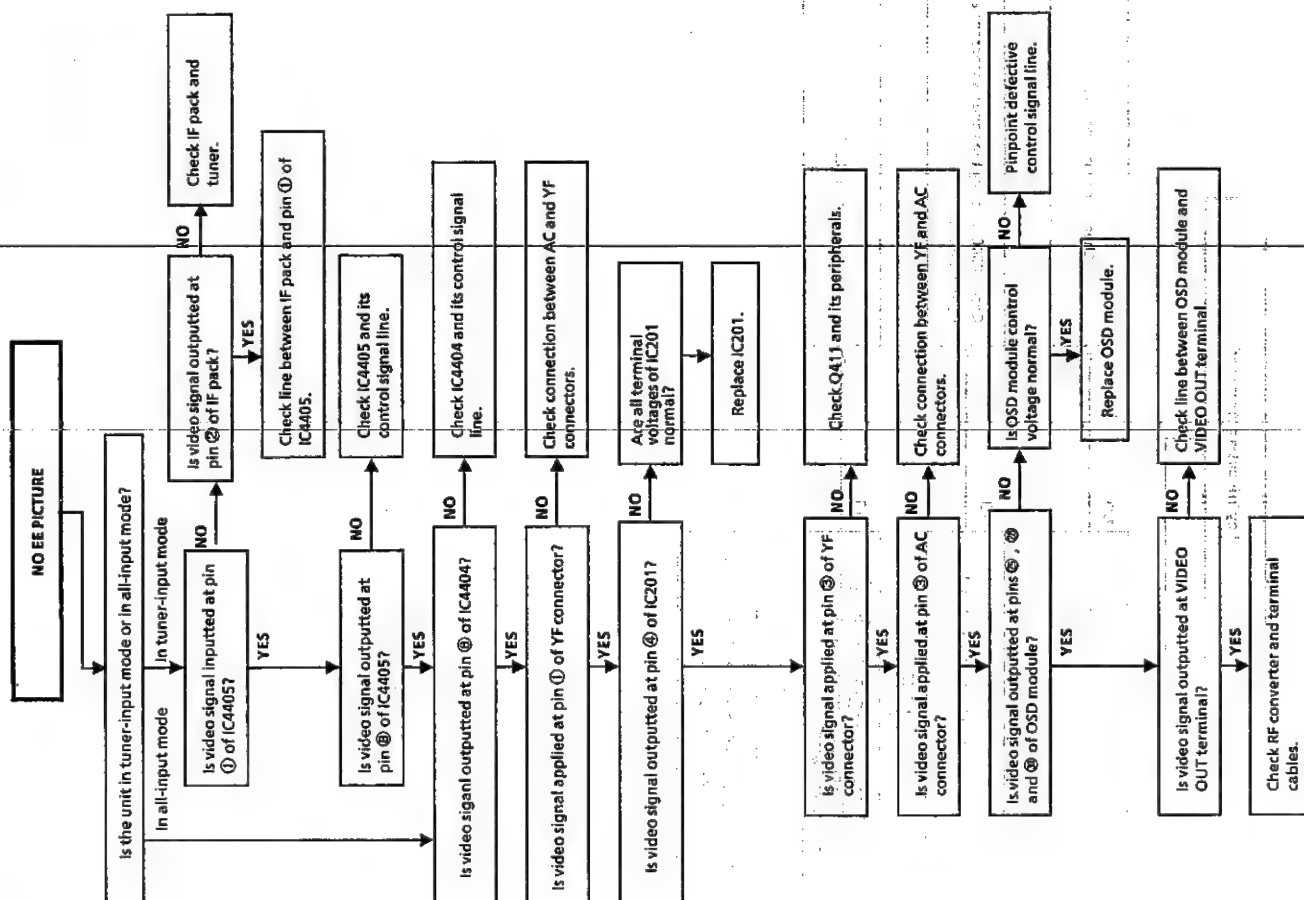 NO EE PICTURE
Is the unit in tuner-input mode or in all-input mode?
In all-input mode
In tuner-input mode
Is video signal inputted at pin
① of IC4405?
NO
Is video signal outputted at
pin ⑫ of IF pack?
NO
Check IF pack and
tuner.
YES
Check line between IF pack and pin ① of
IC4405.
YES
Is video signal outputted at
pin ⑧ of IC4405?
NO
Check IC4405 and its
control signal line.
YES
Is video siganl outputted at pin ⑧ of IC4404?
NO
Check IC4404 and its control signal
line.
YES
Is video signal applied at pin ① of YF connector?
NO
Check connection between AC and YF
connectors.
YES
Is video signal outputted at pin ④ of IC201?
NO
Are all terminal
voltages of IC201
normal?
Replace IC201.
YES
Is video signal applied at pin ③ of YF
connector?
NO
Check Q411 and its peripherals.
YES
Is video signal applied at pin ③ of AC
connector?
NO
Check connection between YF and AC
connectors.
YES
Is video signal outputted at pins
and of OSD module?
NO
Is OSD module control
voltage normal?
NO
Pinpoint defective
control signal line.
YES
Replace OSD module.
YES
Is video signal outputted at VIDEO
OUT terminal?
NO
Check line between OSD module and
VIDEO OUT terminal.
YES
Check RF converter and terminal
cables.